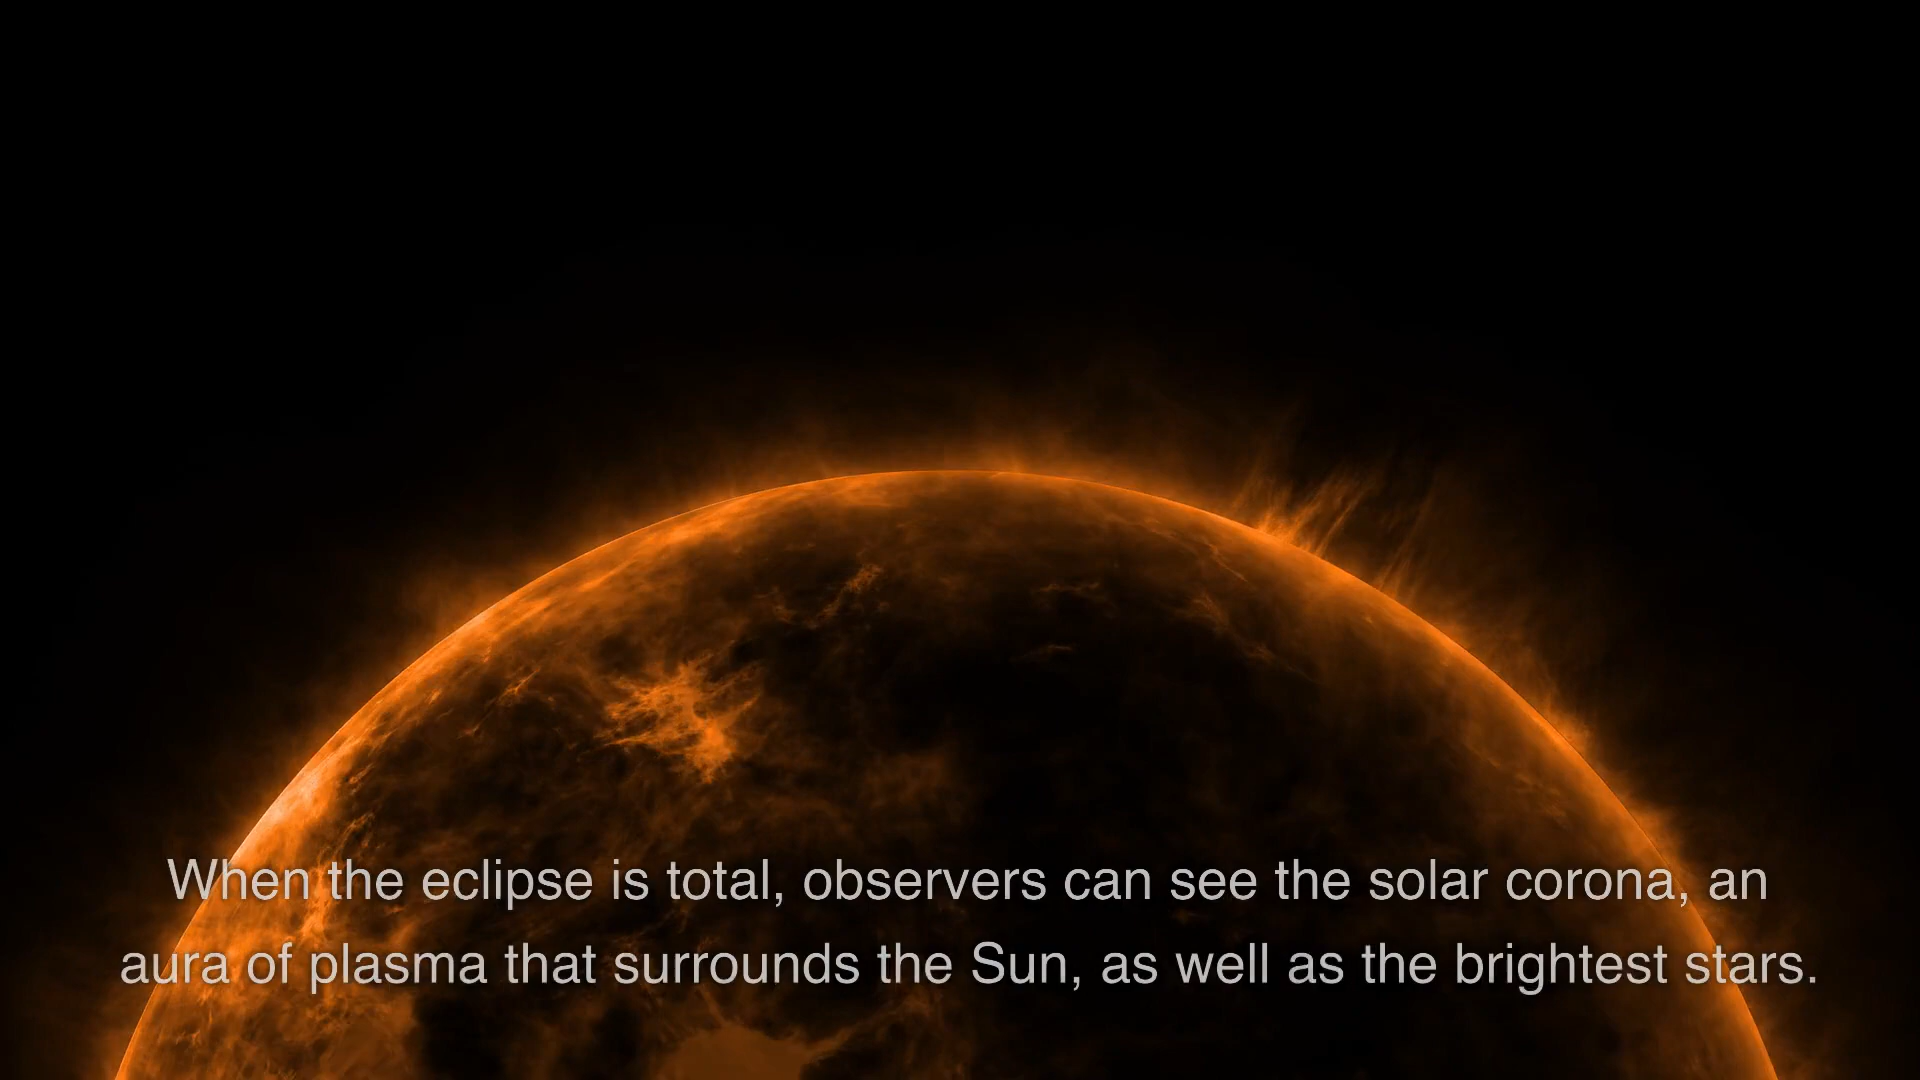 When the eclipse is total, observers can see the solar corona, an
aura of plasma that surrounds the Sun, as well as the brightest stars.